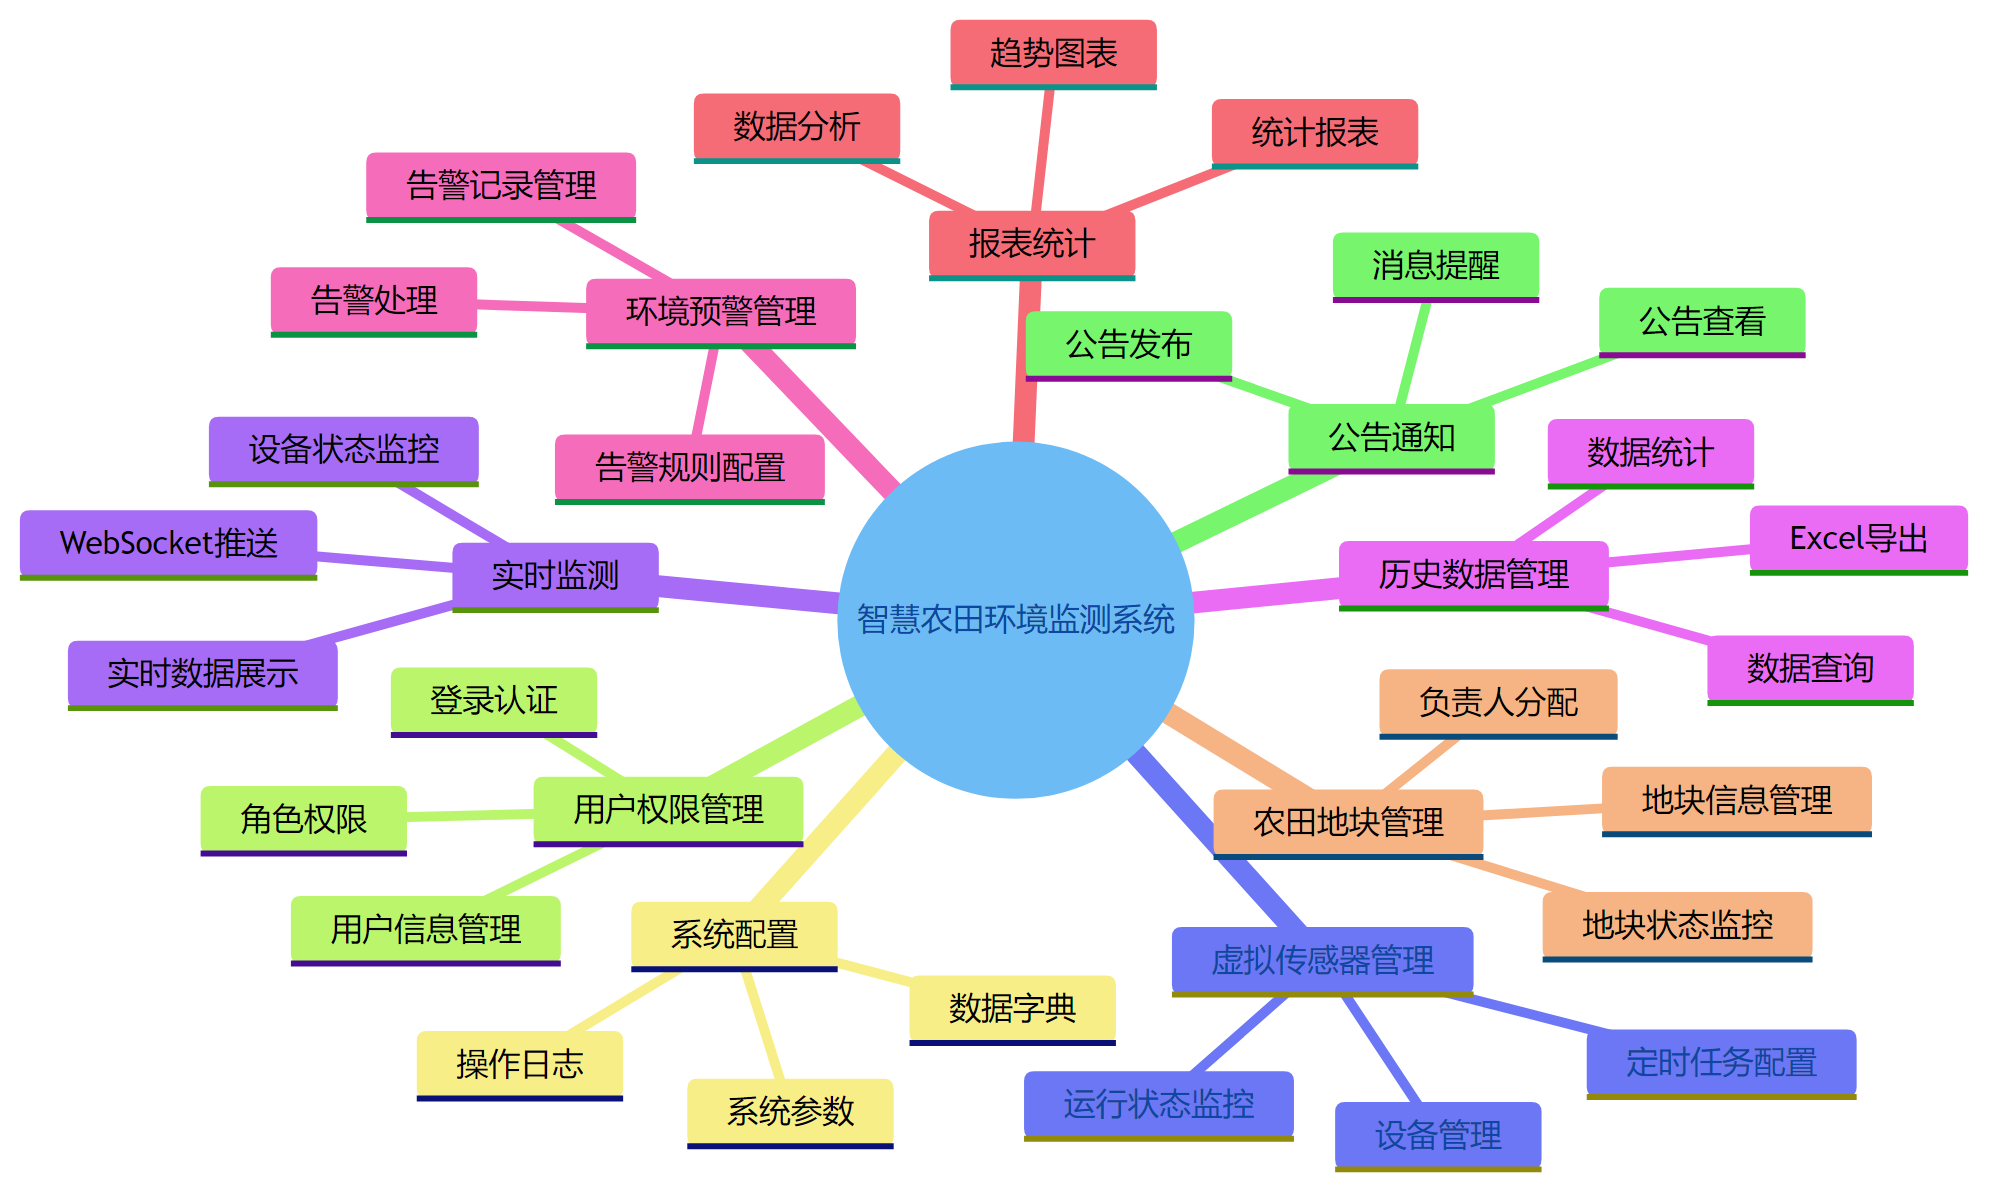 趋势图表
数据分析
统计报表
报表统计
告警记录管理
告警处理
环境预警管理
告警规则配置
消息提醒
公告查看
公告发布
公告通知
数据统计
Excel导出
历史数据管理
数据查询
设备状态监控
WebSocket推送
实时监测
实时数据展示
智慧农田环境监测系统
登录认证
角色权限
用户权限管理
用户信息管理
负责人分配
地块信息管理
农田地块管理
地块状态监控
系统配置
数据字典
操作日志
系统参数
虚拟传感器管理
定时任务配置
运行状态监控
设备管理